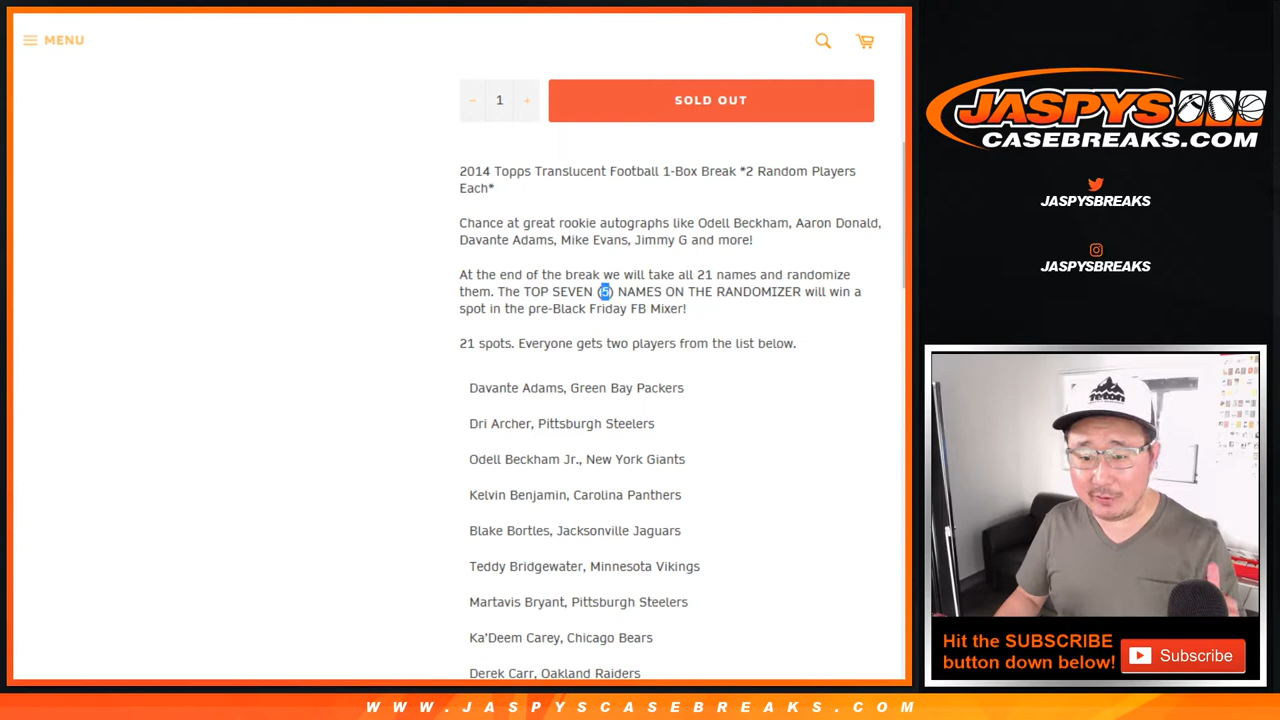 MENU
1
SOLD OUT
2014 Topps Translucent Football 1-Box Break *2 Random Players
Each*
Chance at great rookie autographs like Odell Beckham, Aaron Donald,
Davante Adams, Mike Evans, Jimmy G and more!
At the end of the break we will take all 21 names and randomize
them. The TOP SEVEN (5) NAMES ON THE RANDOMIZER will win a
spot in the pre-Black Friday FB Mixer!
21 spots. Everyone gets two players from the list below.
Davante Adams, Green Bay Packers
Dri Archer, Pittsburgh Steelers
Odell Beckham Jr., New York Giants
Kelvin Benjamin, Carolina Panthers
Blake Bortles, Jacksonville Jaguars
Teddy Bridgewater, Minnesota Vikings
Martavis Bryant, Pittsburgh Steelers
Ka'Deem Carey, Chicago Bears
Derek Carr, Oakland Raiders
JASPYS
CASEBREAKS.COM
JASPYSBREAKS
JASPYSBREAKS
teton
Hit the SUBSCRIBE
button down below!
Subscribe
WWW.JASPYSCASEBREAKS.COM